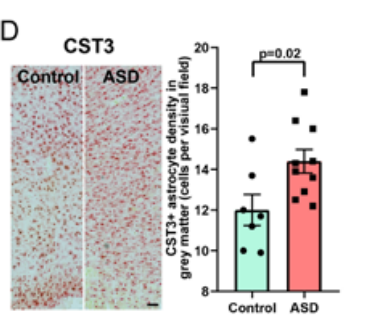 D
CST3
Control ASD
CST3+ astrocyte density in
grey matter (cells per visiual field)
20
18
16
14
12
10
8
p=0.02
Control ASD